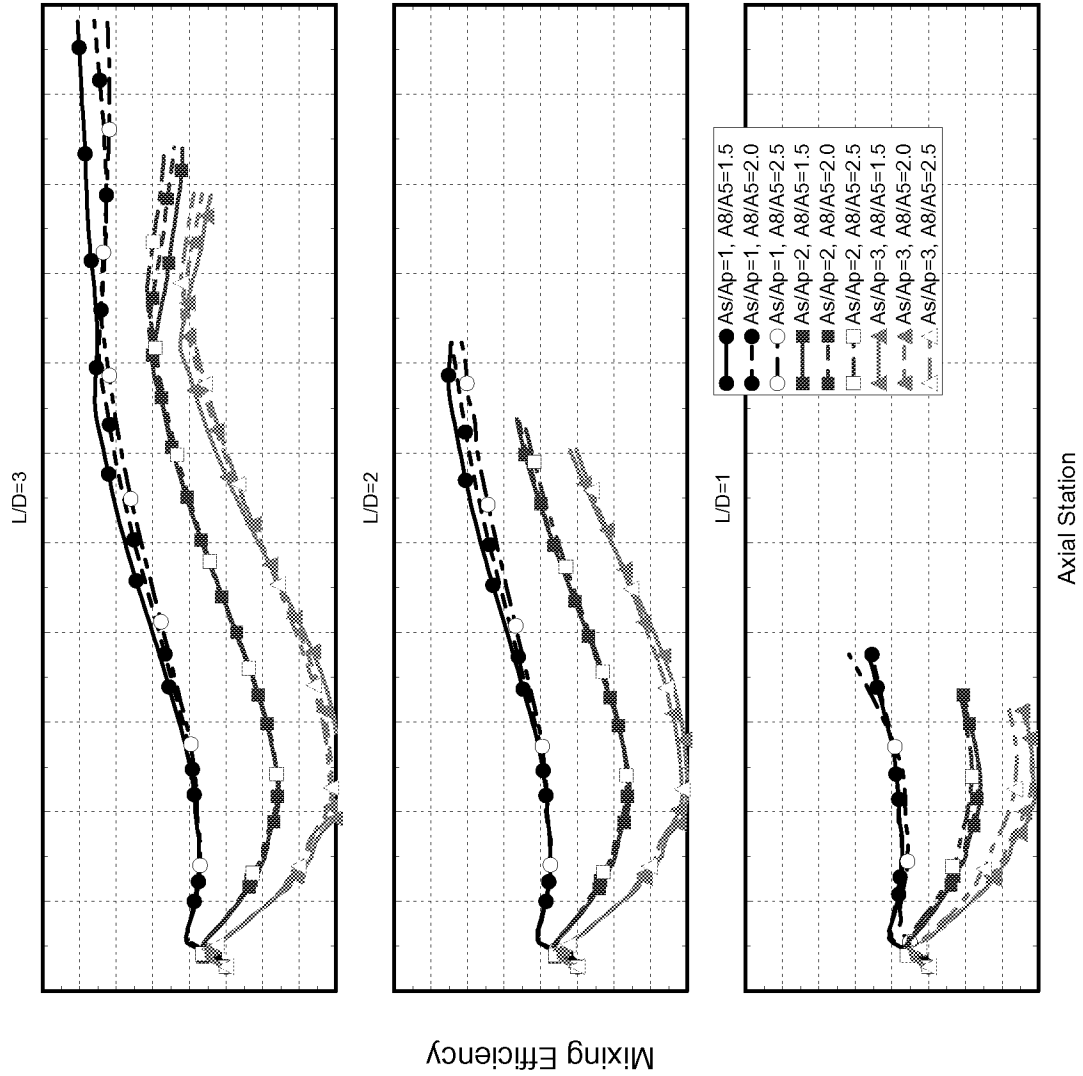 L/D=3
L/D=2
L/D=1
As/Ap=1, A8/A5=1.5
As/Ap=1, A8/A5=2.0
As/Ap=1, A8/A5=2.5
As/Ap=2, A8/A5=1.5
As/Ap=2, A8/A5=2.0
As/Ap=2, A8/A5=2.5
As/Ap=3, A8/A5=1.5
As/Ap=3, A8/A5=2.0
As/Ap=3, A8/A5=2.5
Mixing Efficiency
Axial Station